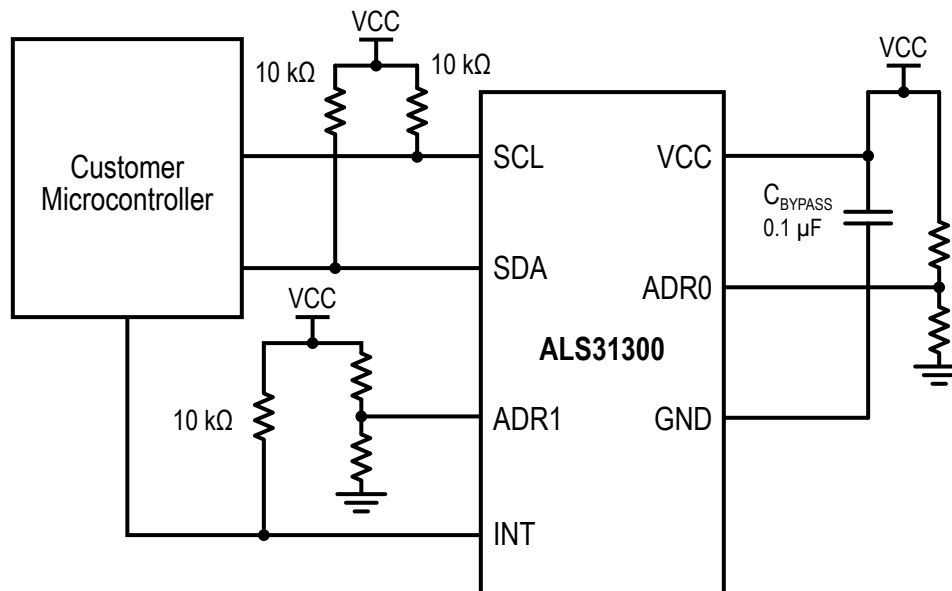 VCC
10 kΩ
10 kΩ
VCC
Customer
Microcontroller
SCL
VCC
C_BYPASS
0.1 µF
SDA
ADR0
VCC
ALS31300
10 kΩ
ADR1
GND
INT